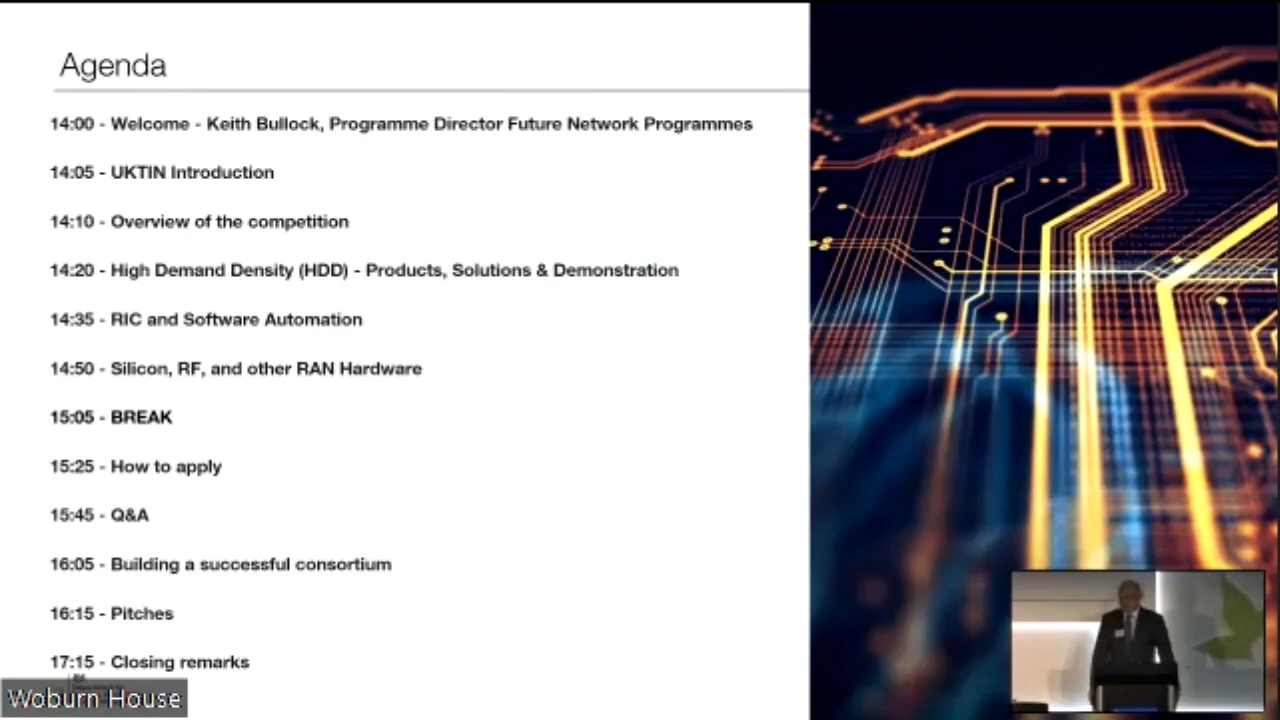 Agenda
14:00 - Welcome - Keith Bullock, Programme Director Future Network Programmes
14:05 - UKTIN Introduction
14:10 - Overview of the competition
14:20 - High Demand Density (HDD) - Products, Solutions & Demonstration
14:35 - RIC and Software Automation
14:50 - Silicon, RF, and other RAN Hardware
15:05 - BREAK
15:25 - How to apply
15:45 - Q&A
16:05 - Building a successful consortium
16:15 - Pitches
17:15 - Closing remarks
Woburn House